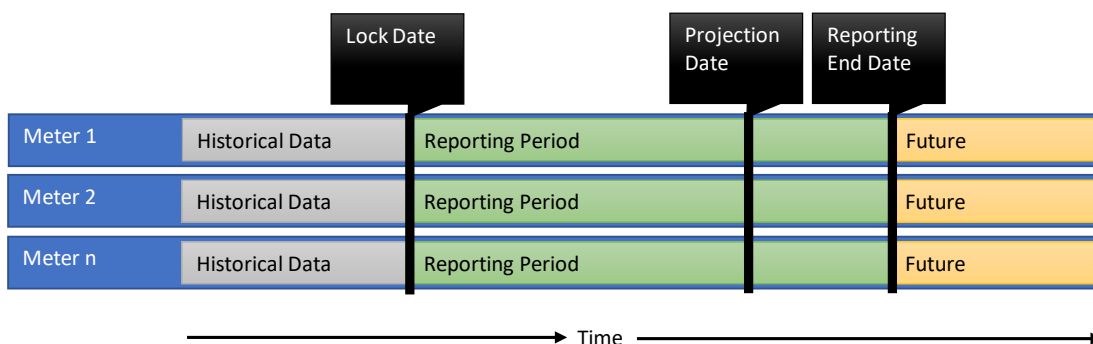 Lock Date
Projection
Date
Reporting
End Date
Meter 1
Historical Data
Reporting Period
Future
Meter 2
Historical Data
Reporting Period
Future
Meter n
Historical Data
Reporting Period
Future
Time